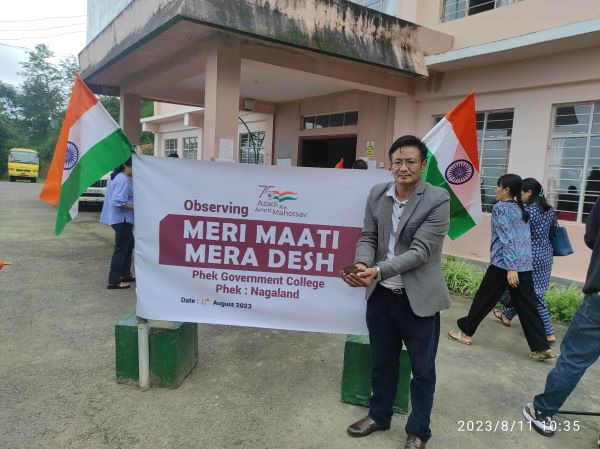 75
Azadi Ka
Amrit Mahotsav
Observing
MERI MAATI
MERA DESH
Phek Government College
Phek : Nagaland
August 2023
Date :
2023/8/11 10:35